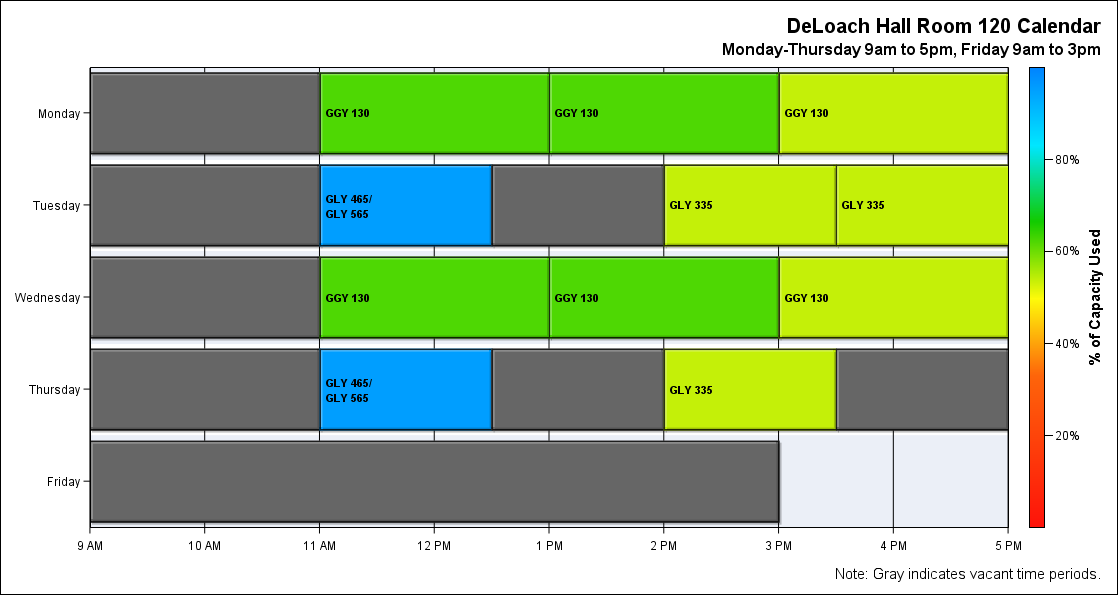 DeLoach Hall Room 120 Calendar
Monday-Thursday 9am to 5pm, Friday 9am to 3pm
Monday
GGY 130
GGY 130
GGY 130
Tuesday
GLY 465/
GLY 565
GLY 335
GLY 335
Wednesday
GGY 130
GGY 130
GGY 130
Thursday
GLY 465/
GLY 565
GLY 335
Friday
9 AM
10 AM
11 AM
12 PM
1 PM
2 PM
3 PM
4 PM
5 PM
80%
60%
40%
20%
% of Capacity Used
Note: Gray indicates vacant time periods.